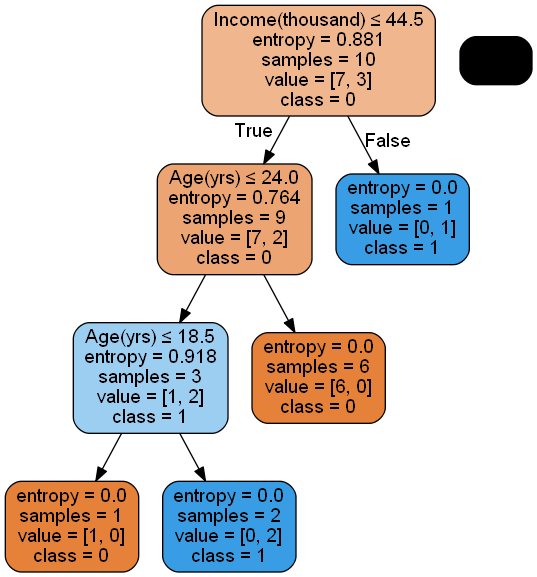 Income(thousand) ≤ 44.5
entropy = 0.881
samples = 10
value = [7, 3]
class = 0
True
False
Age(yrs) ≤ 24.0
entropy = 0.764
samples = 9
value = [7, 2]
class = 0
entropy = 0.0
samples = 1
value = [0, 1]
class = 1
Age(yrs) ≤ 18.5
entropy = 0.918
samples = 3
value = [1, 2]
class = 1
entropy = 0.0
samples = 6
value = [6, 0]
class = 0
entropy = 0.0
samples = 1
value = [1, 0]
class = 0
entropy = 0.0
samples = 2
value = [0, 2]
class = 1